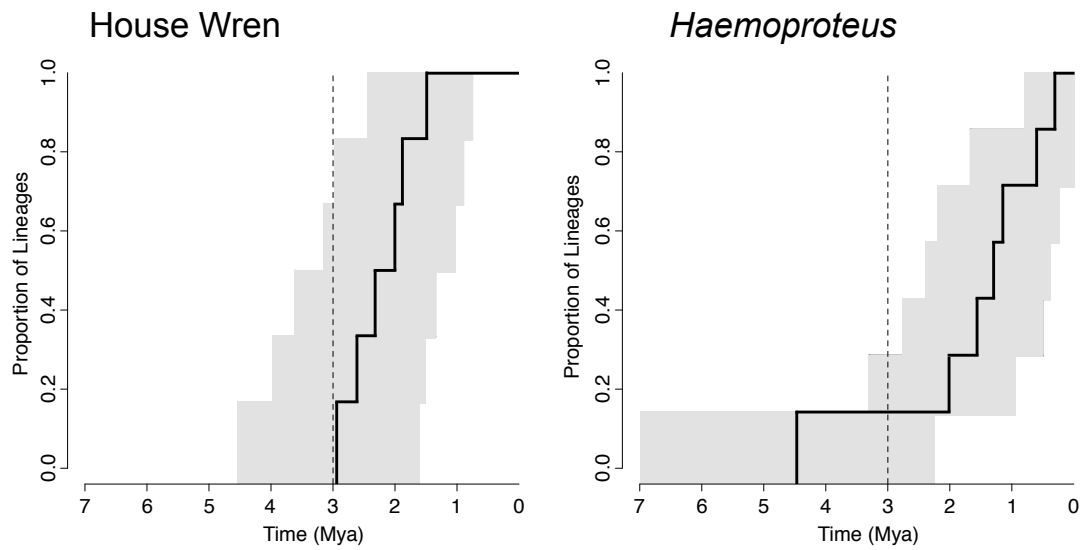 House Wren
Haemoproteus
Proportion of Lineages
1.0
0.8
0.6
0.4
0.2
0.0
7 6 5 4 3 2 1 0
Time (Mya)
Proportion of Lineages
1.0
0.8
0.6
0.4
0.2
0.0
7 6 5 4 3 2 1 0
Time (Mya)